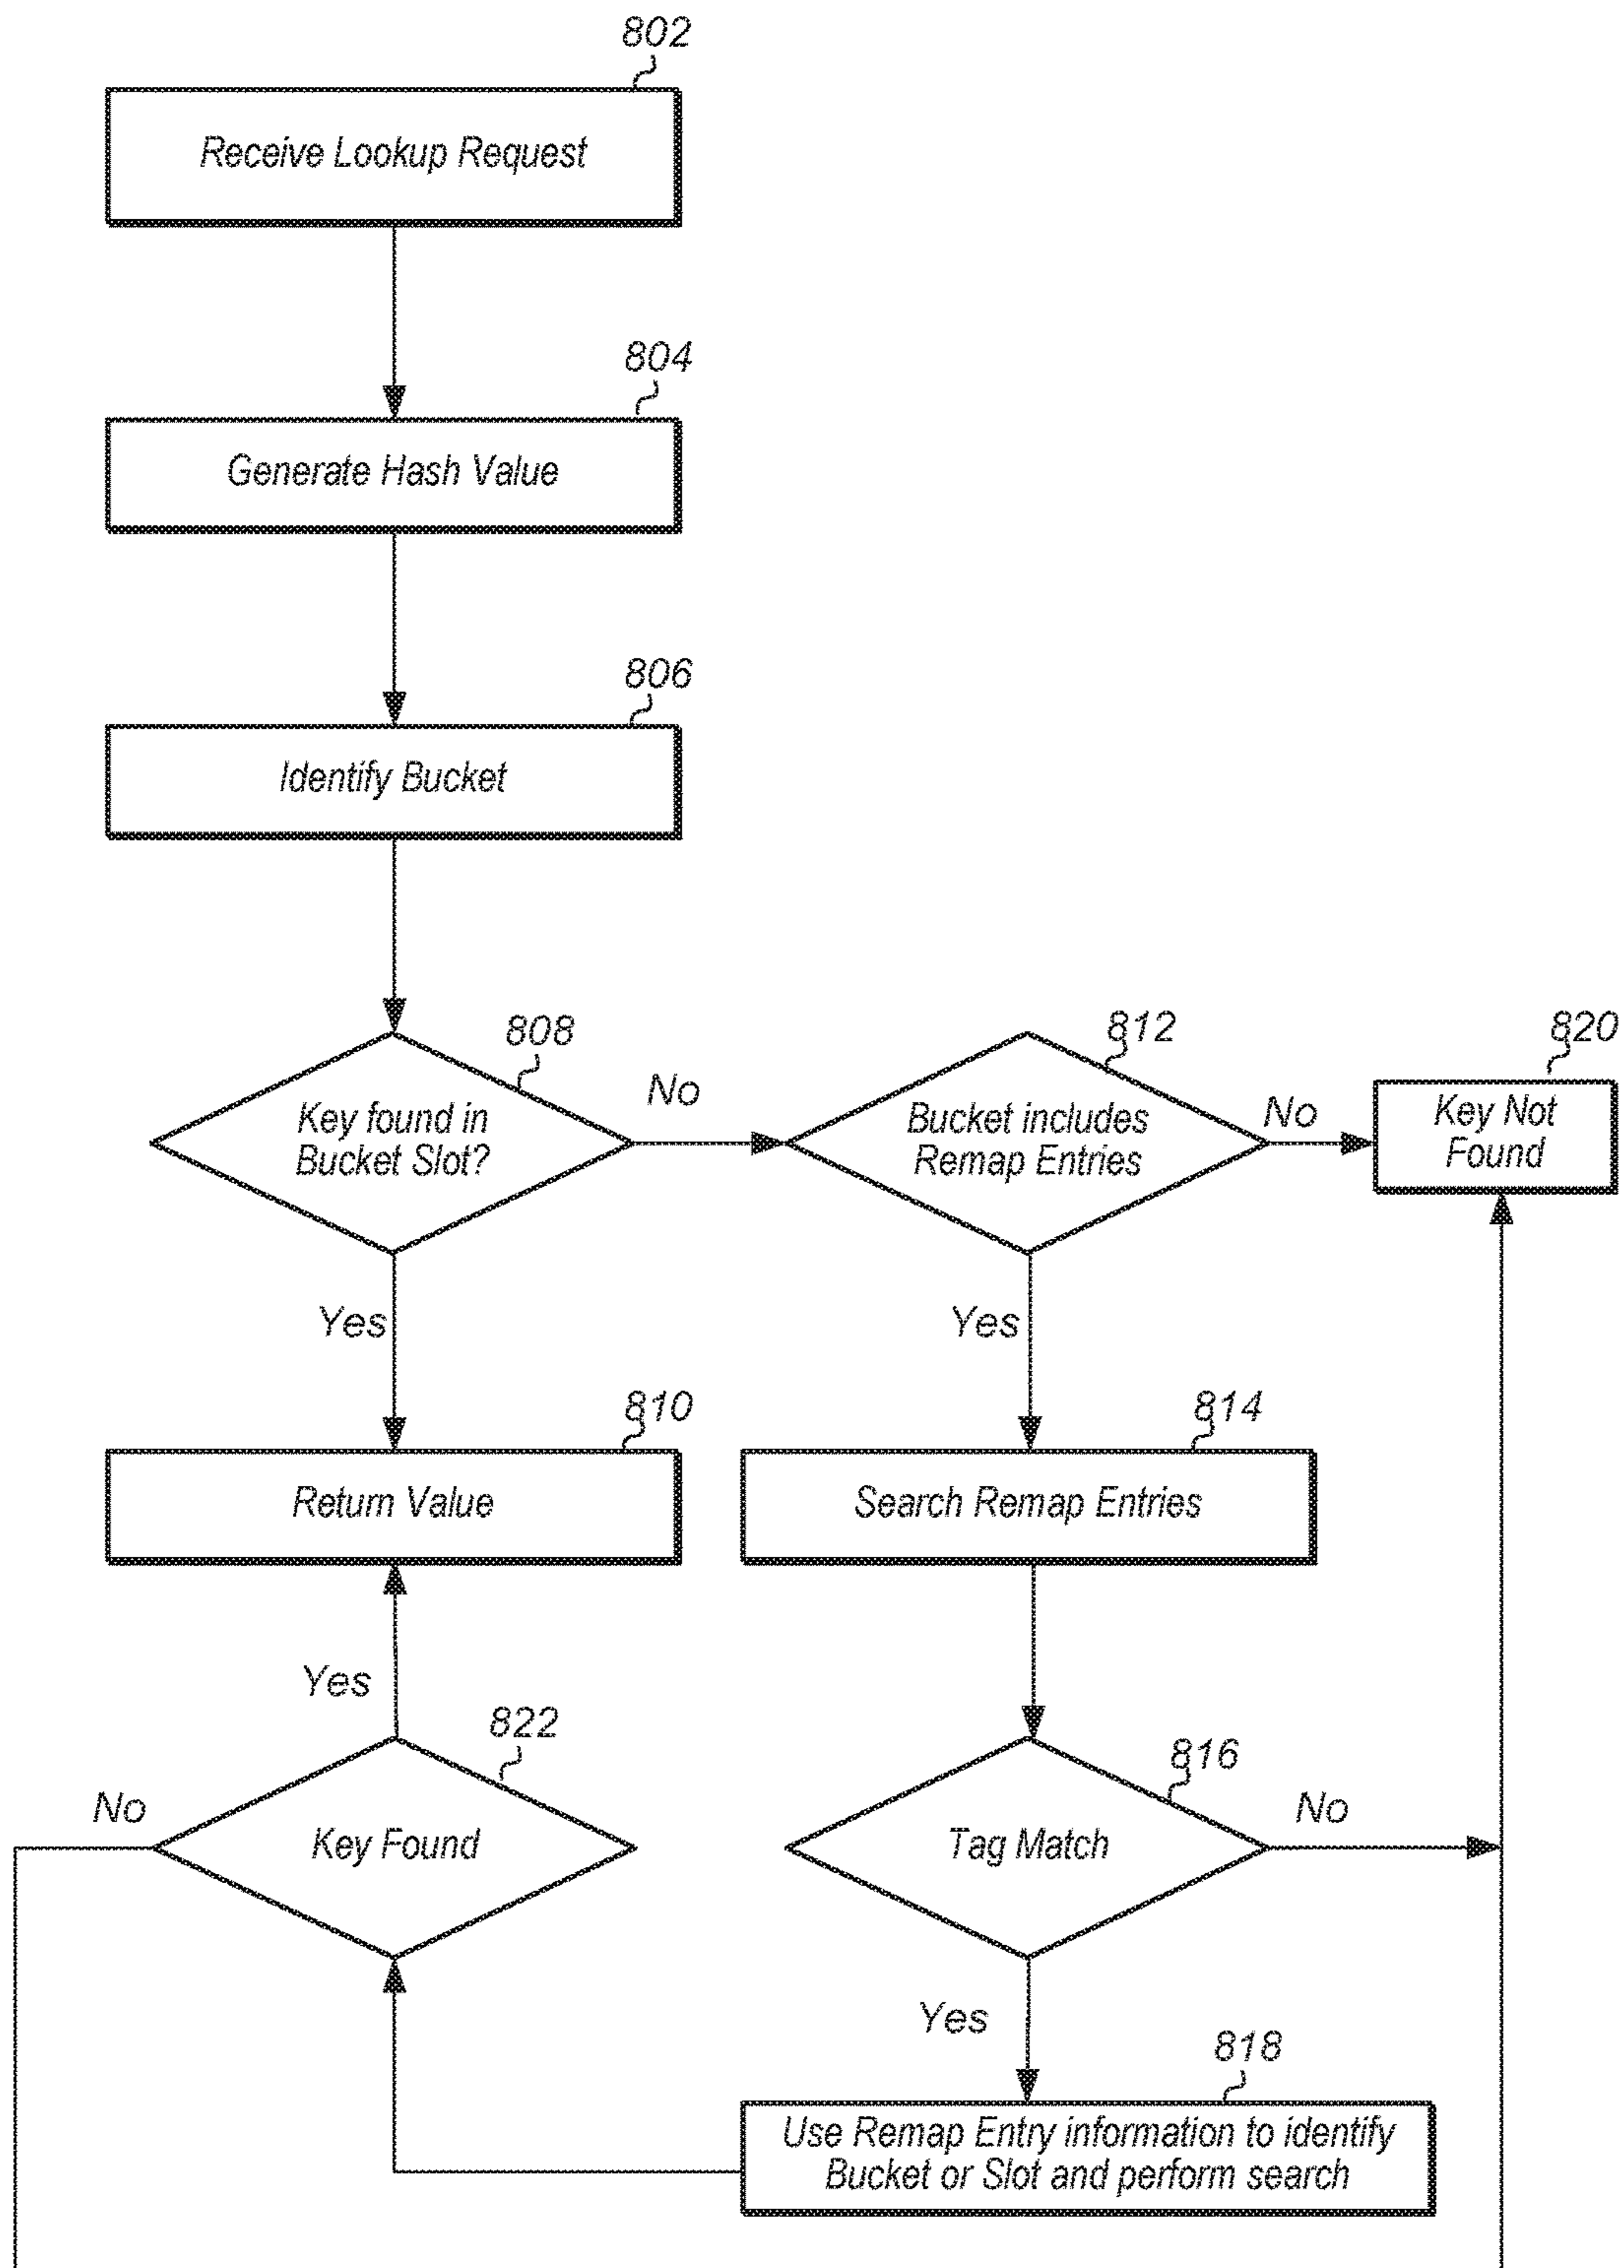 802
Receive Lookup Request
804
Generate Hash Value
806
Identify Bucket
808
Key found in
Bucket Slot?
No
812
Bucket includes
Remap Entries
No
820
Key Not
Found
Yes
Yes
810
Return Value
814
Search Remap Entries
Yes
822
Key Found
No
816
Tag Match
No
Yes
818
Use Remap Entry information to identify
Bucket or Slot and perform search